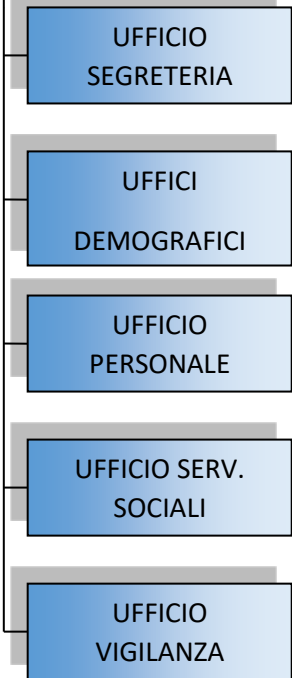 UFFICIO
SEGRETERIA
UFFICI
DEMOGRAFICI
UFFICIO
PERSONALE
UFFICIO SERV.
SOCIALI
UFFICIO
VIGILANZA